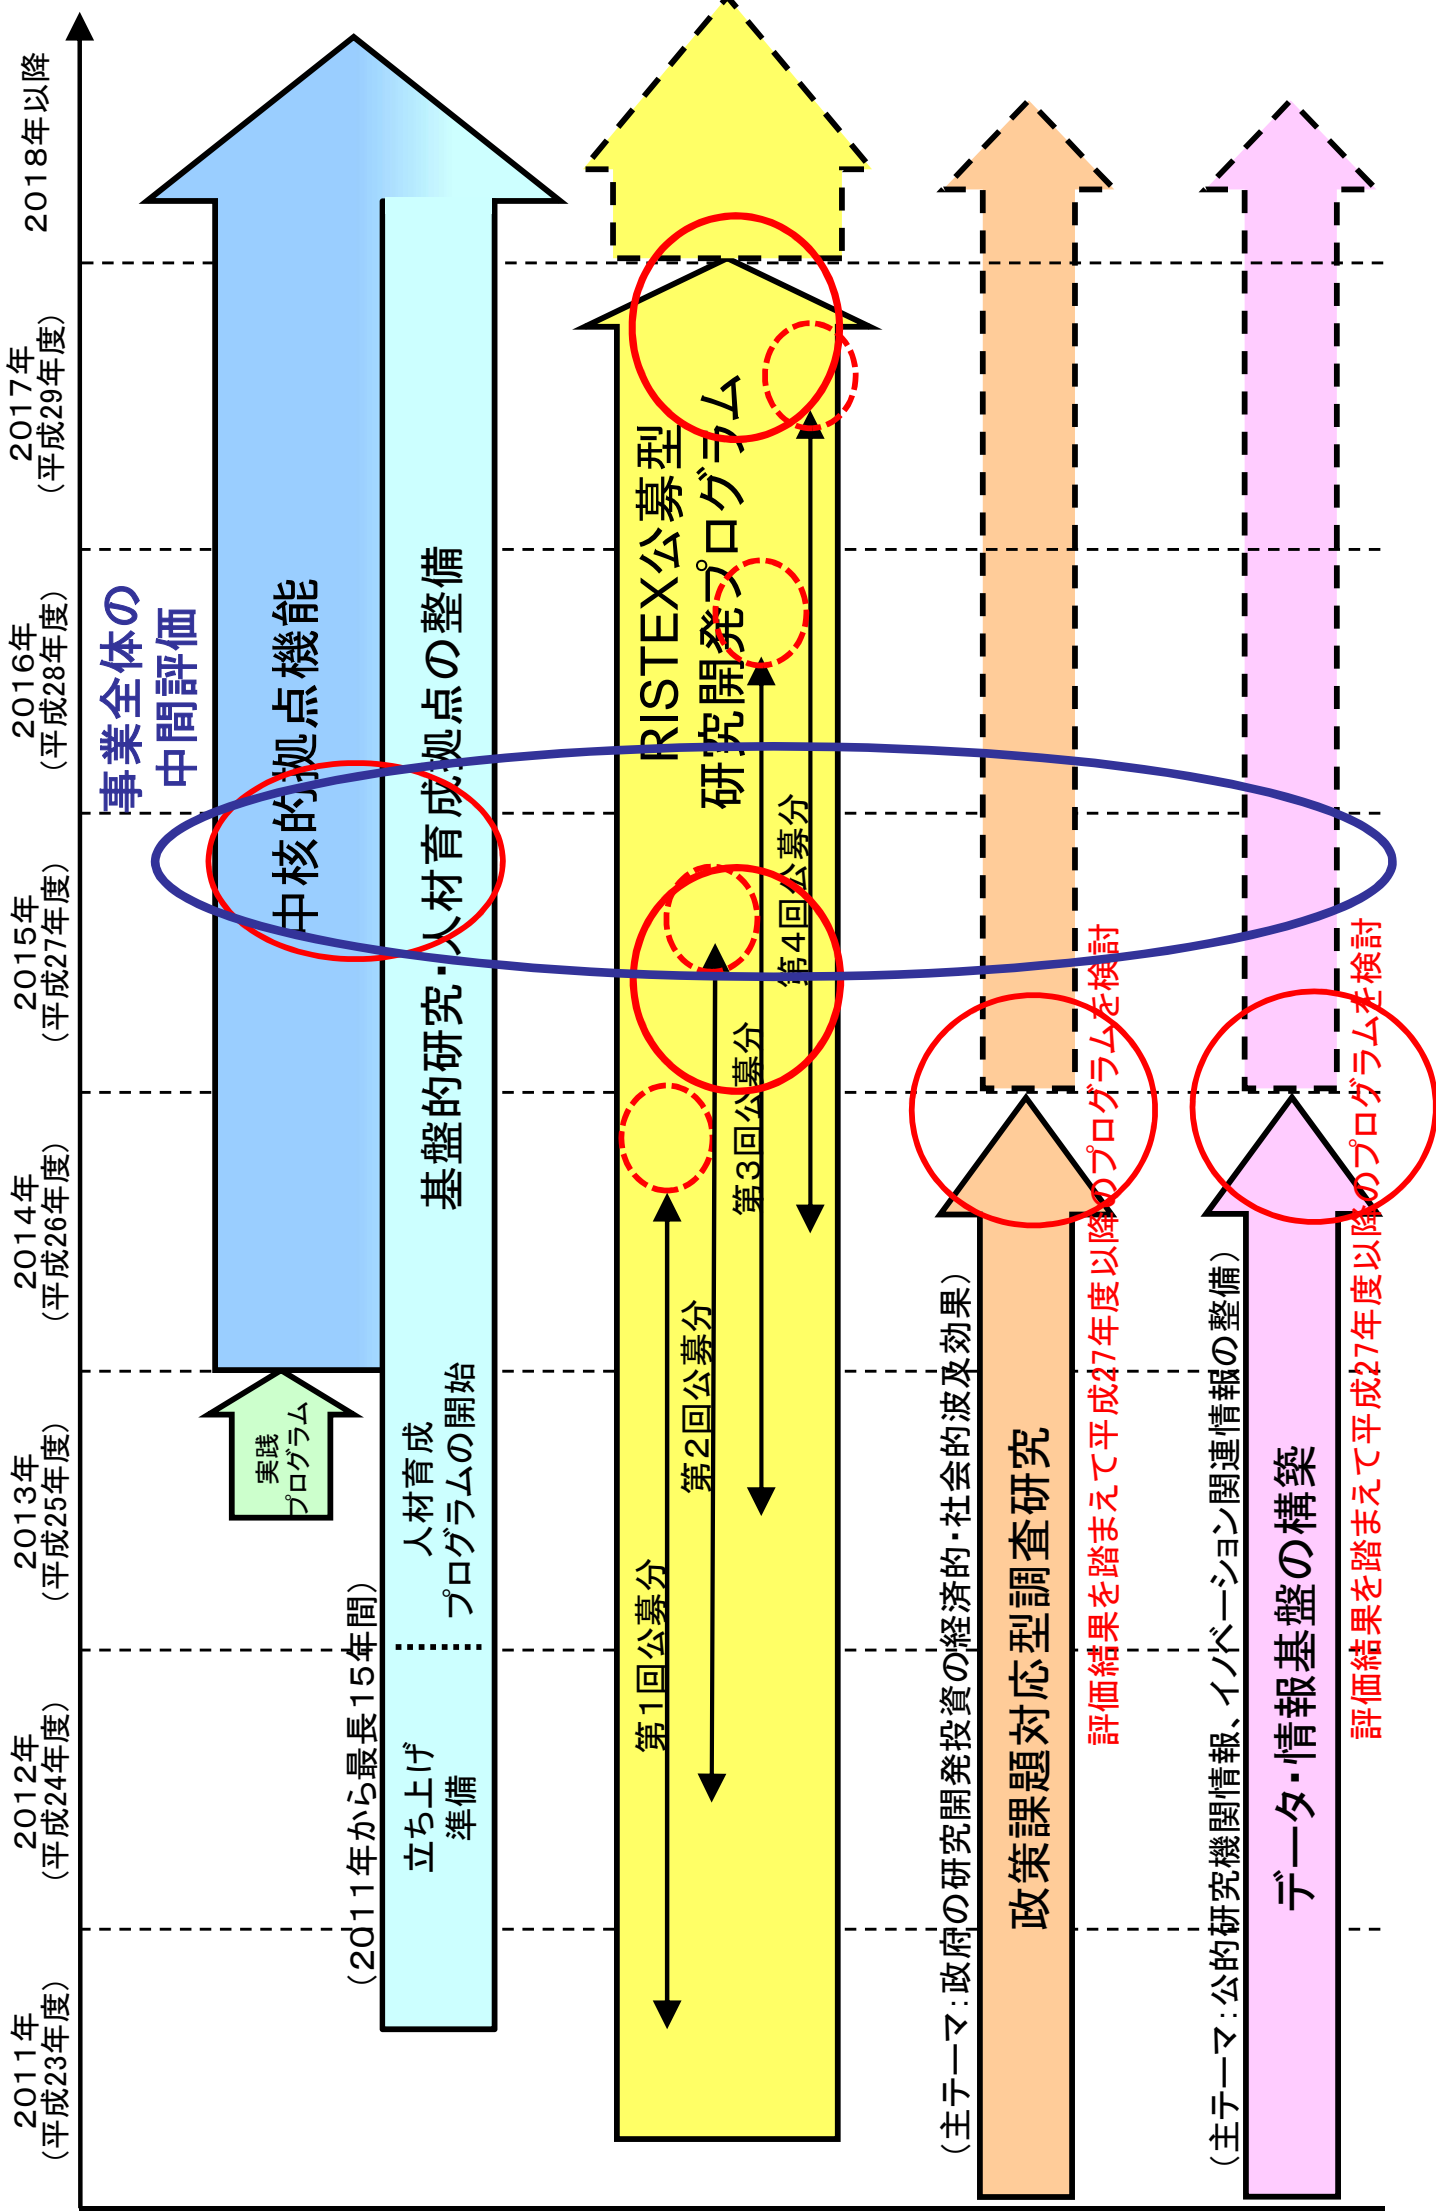 2011年
（平成23年度）
2012年
（平成24年度）
2013年
（平成25年度）
2014年
（平成26年度）
2015年
（平成27年度）
2016年
（平成28年度）
2017年
（平成29年度）
2018年以降
事業全体の
中間評価
中核的拠点機能
実践
プログラム
（2011年から最長15年間）
基盤的研究・人材育成拠点の整備
立ち上げ
準備
人材育成
プログラムの開始
RISTEX公募型
研究開発プログラム
第1回公募分
第2回公募分
第3回公募分
第4回公募分
（主テーマ：政府の研究開発投資の経済的・社会的波及効果）
政策課題対応型調査研究
評価結果を踏まえて平成27年度以降のプログラムを検討
（主テーマ：公的研究機関情報、イノベーション関連情報の整備）
データ・情報基盤の構築
評価結果を踏まえて平成27年度以降のプログラムを検討